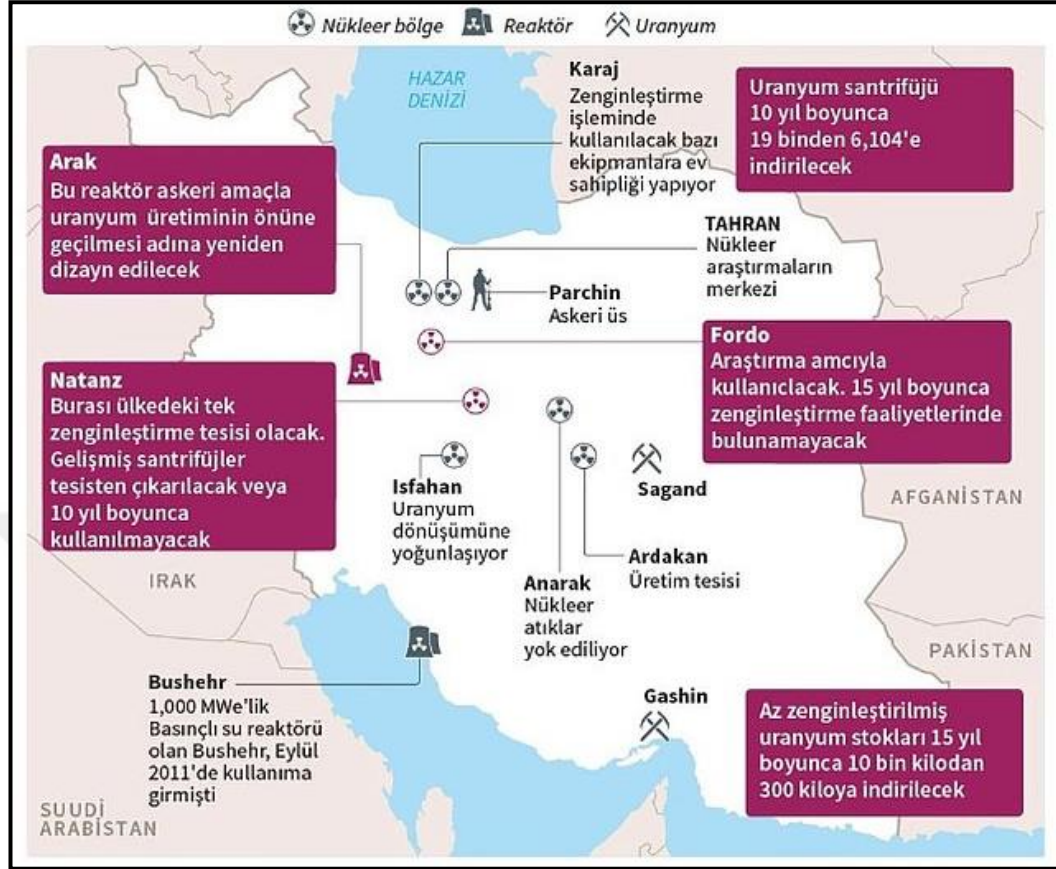 Nükleer bölge
Reaktör
Uranyum
HAZAR
DENİZİ
Karaj
Zenginleştirme
işleminde
kullanılacak bazı
ekipmanlara ev
sahipliği yapıyor
Uranyum santrifüjü
10 yıl boyunca
19 binden 6,104'e
indirilecek
Arak
Bu reaktör askeri amaçla
uranyum üretiminin önüne
geçilmesi adına yeniden
dizayn edilecek
TAHRAN
Nükleer
araştırmaların
merkezi
Parchin
Askeri üs
Fordo
Araştırma amcıyla
kullanıclacak. 15 yıl boyunca
zenginleştirme faaliyetlerinde
bulunamayacak
Natanz
Burası ülkedeki tek
zenginleştirme tesisi olacak.
Gelişmiş santrifüjler
tesisten çıkarılacak veya
10 yıl boyunca
kullanılmayacak
Isfahan
Uranyum
dönüşümüne
yoğunlaşıyor
Sagand
AFGANİSTAN
Ardakan
Üretim tesisi
Anarak
Nükleer
atıklar
yok ediliyor
IRAK
PAKİSTAN
Bushehr
1,000 MWe'lik
Basınçlı su reaktörü
olan Bushehr, Eylül
2011'de kullanıma
girmişti
Gashin
Az zenginleştirilmiş
uranyum stokları 15 yıl
boyunca 10 bin kilodan
300 kiloya indirilecek
SUUDİ
ARABİSTAN